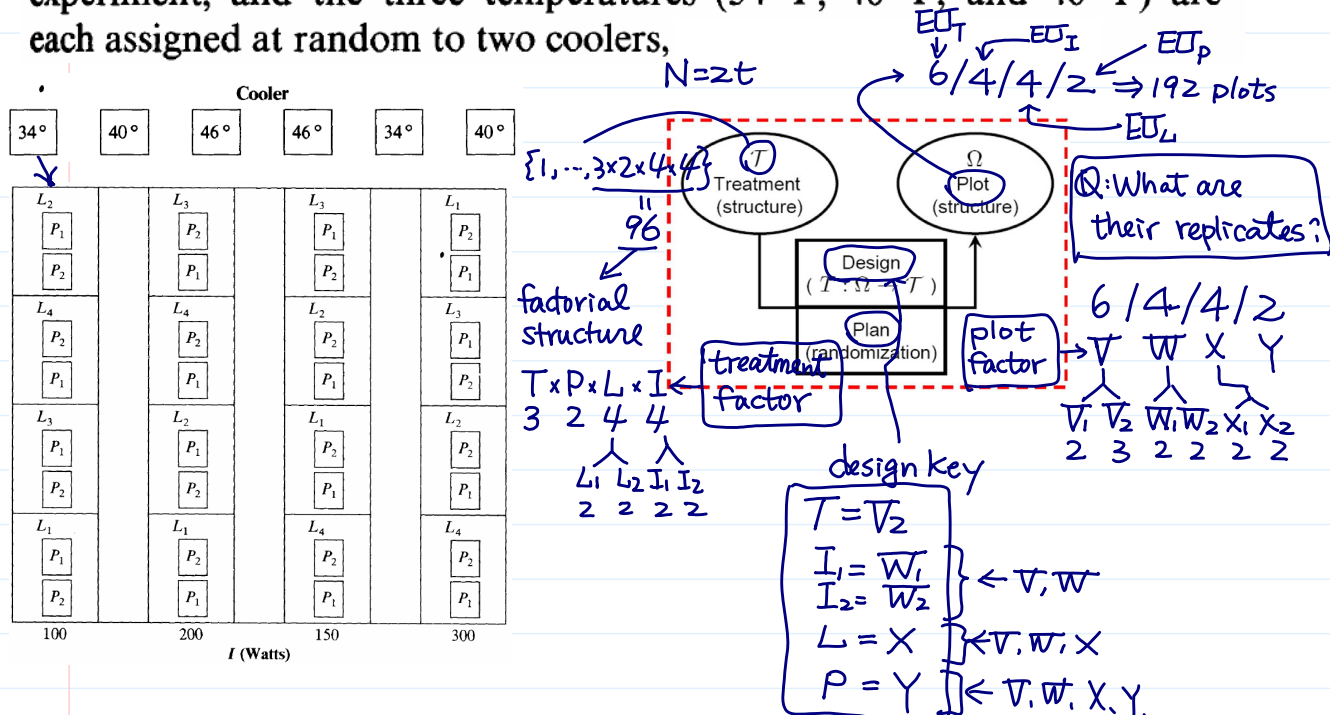 experiment, and the three temperatures (34° F, 40° F, and 46° F) are
each assigned at random to two coolers,
Cooler
34° 40° 46° 46° 34° 40°
L2 L3 L3 L1
P1 P2 P1 P2
P2 P1 P2 P1
L4 L4 L2 L3
P2 P2 P2 P1
P1 P1 P1 P2
L3 L2 L1 L2
P1 P1 P2 P2
P2 P2 P1 P1
L1 L1 L4 L4
P1 P2 P2 P2
P2 P1 P1 P1
100 200 150 300
I (Watts)
N=2t
EU_T
EU_I
EU_P
6/4/4/2 ⇒ 192 plots
EU_L
{1,...,3×2×4×4}
=
96
factorial
structure
T×P×L×I
3 2 4 4
L1 L2 I1 I2
2 2 2 2
treatment
factor
T
Treatment
(structure)
Ω
Plot
(structure)
Design
(T : Ω → T)
Plan
(randomization)
Q: What are
their replicates?
6/4/4/2
plot
factor
V W X Y
V1 V2 W1 W2 X1 X2
2 3 2 2 2 2
design key
T=V2
I1=W1
I2=W2
← V,W
L=X
← V,W,X
P=Y
← V,W,X,Y